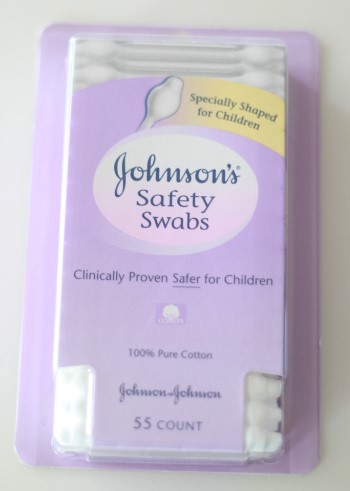 Specially Shaped
for Children
Johnson's®
Safety
Swabs
Clinically Proven Safer for Children
100% Pure Cotton
Johnson & Johnson
55 COUNT